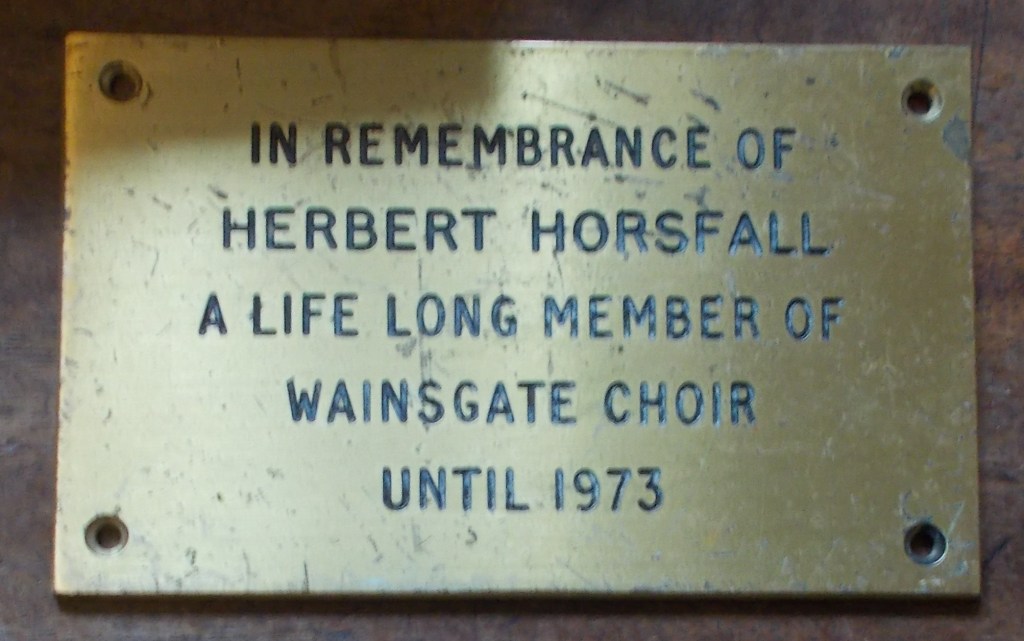 IN REMEMBRANCE OF
HERBERT HORSFALL
A LIFE LONG MEMBER OF
WAINSGATE CHOIR
UNTIL 1973